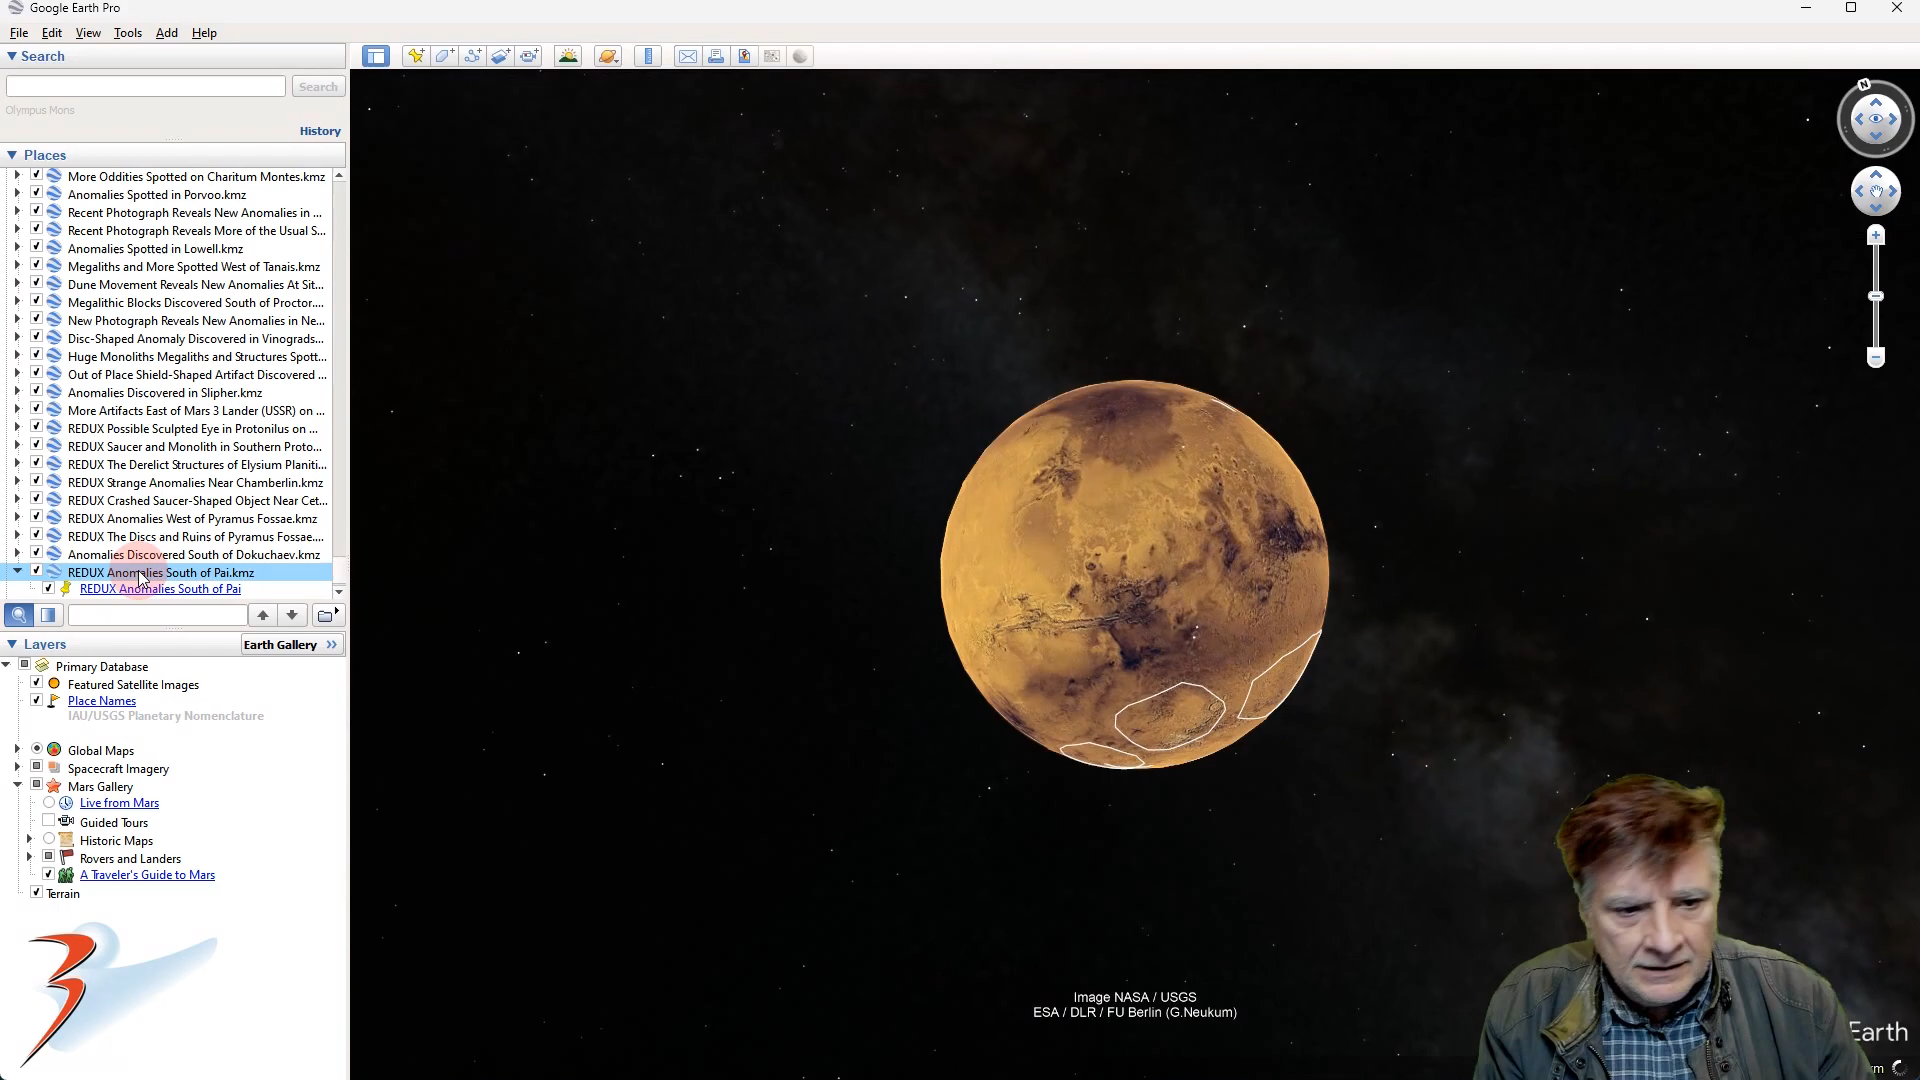 Google Earth Pro
File Edit View Tools Add Help
Search
Search
Olympus Mons
History
Places
More Oddities Spotted on Charitum Montes.kmz
Anomalies Spotted in Porvoo.kmz
Recent Photograph Reveals New Anomalies in ...
Recent Photograph Reveals More of the Usual S...
Anomalies Spotted in Lowell.kmz
Megaliths and More Spotted West of Tanais.kmz
Dune Movement Reveals New Anomalies At Sit...
Megalithic Blocks Discovered South of Proctor....
New Photograph Reveals New Anomalies in Ne...
Disc-Shaped Anomaly Discovered in Vinograds...
Huge Monoliths Megaliths and Structures Spott...
Out of Place Shield-Shaped Artifact Discovered ...
Anomalies Discovered in Slipher.kmz
More Artifacts East of Mars 3 Lander (USSR) on ...
REDUX Possible Sculpted Eye in Protonilus on ...
REDUX Saucer and Monolith in Southern Proto...
REDUX The Derelict Structures of Elysium Planiti...
REDUX Strange Anomalies Near Chamberlin.kmz
REDUX Crashed Saucer-Shaped Object Near Cet...
REDUX Anomalies West of Pyramus Fossae.kmz
REDUX The Discs and Ruins of Pyramus Fossae....
Anomalies Discovered South of Dokuchaev.kmz
REDUX Anomalies South of Pai.kmz
REDUX Anomalies South of Pai
Layers
Earth Gallery »
Primary Database
Featured Satellite Images
Place Names
IAU/USGS Planetary Nomenclature
Global Maps
Spacecraft Imagery
Mars Gallery
Live from Mars
Guided Tours
Historic Maps
Rovers and Landers
A Traveler's Guide to Mars
Terrain
N
Image NASA / USGS
ESA / DLR / FU Berlin (G.Neukum)
Earth